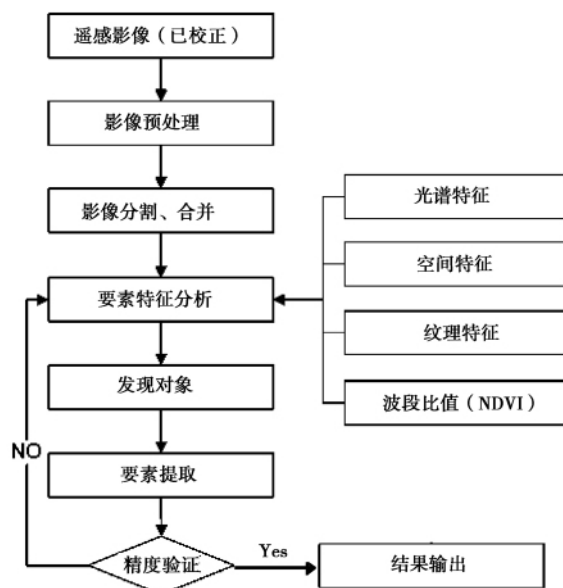 遥感影像（已校正）
影像预处理
影像分割、合并
要素特征分析
发现对象
要素提取
精度验证
NO
Yes
结果输出
光谱特征
空间特征
纹理特征
波段比值（NDVI）